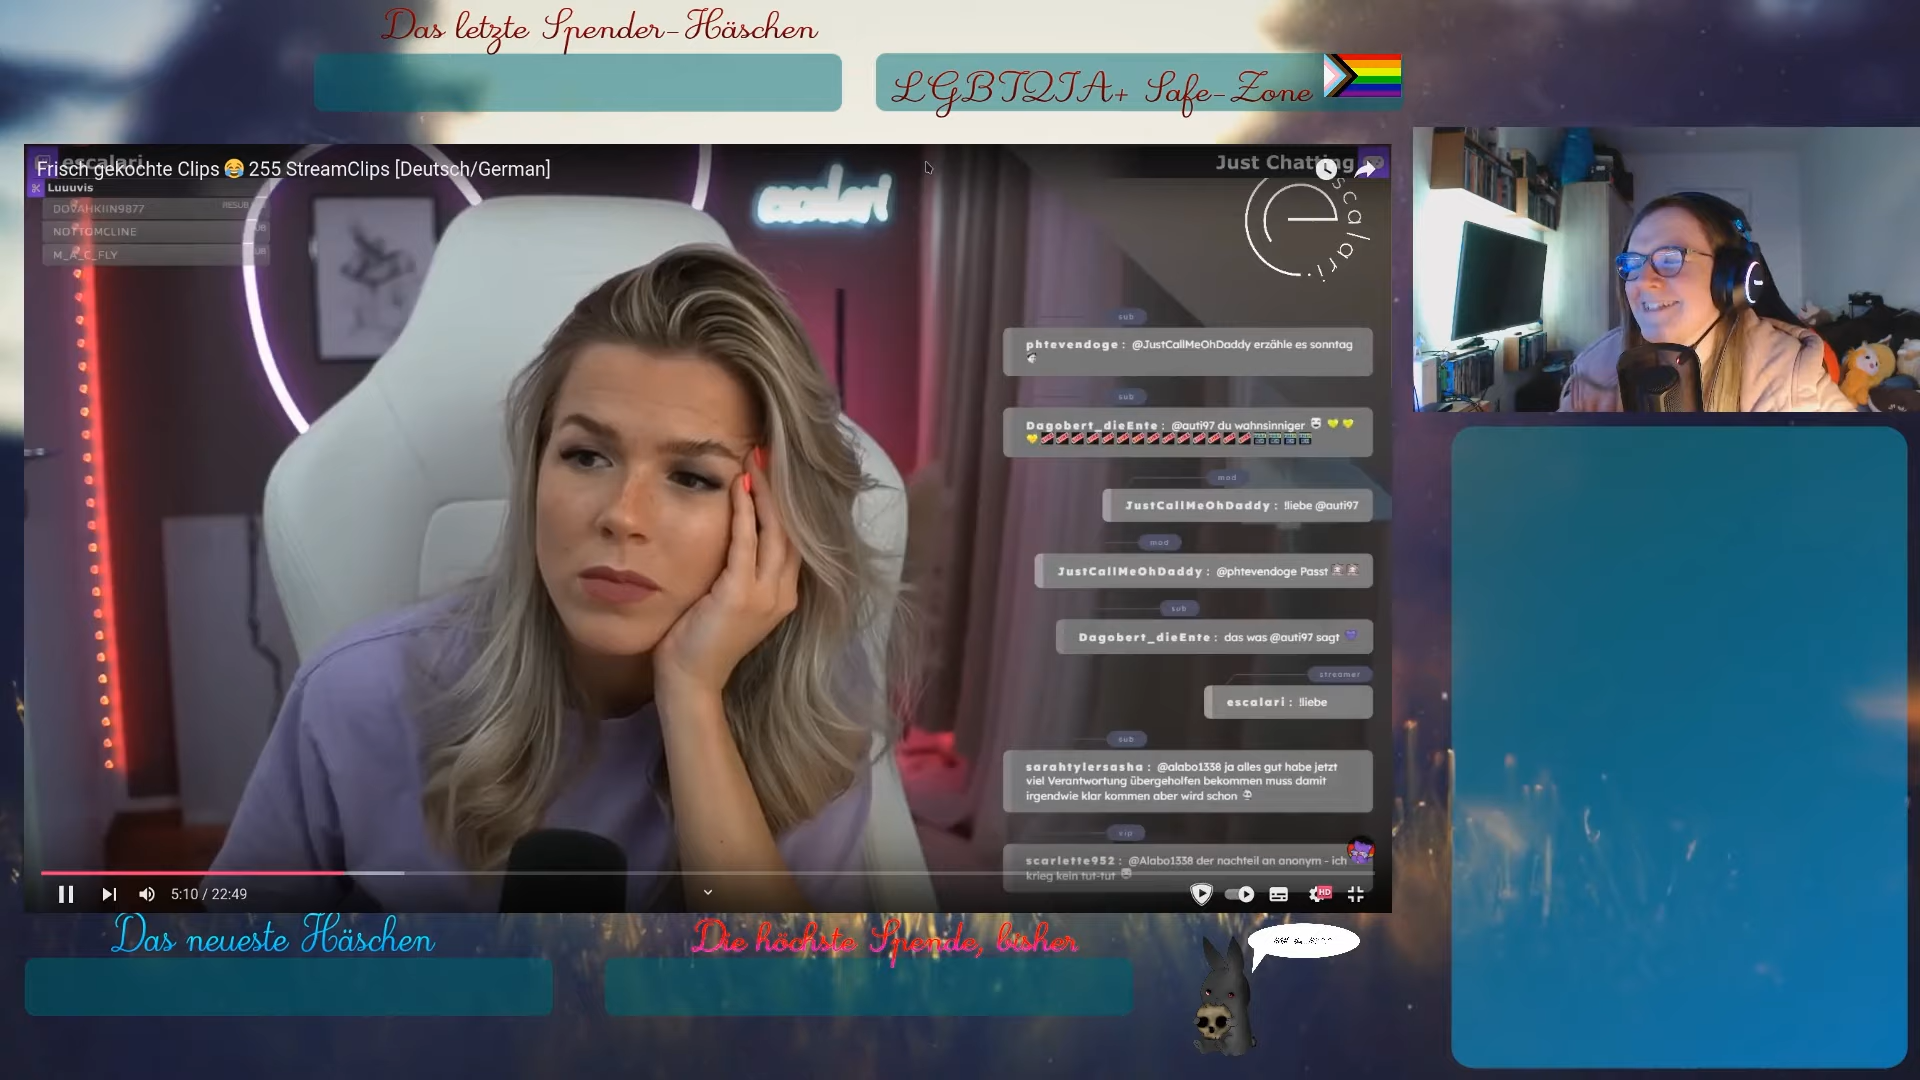 Das letzte Spender-Häschen
LGBTQIA+ Safe-Zone
Frisch gekochte Clips 😂 255 StreamClips [Deutsch/German]
Just Chatting
Luuuvis
DOVAHKIIN9877 RESUB
NOTTOMCLINE
M_A_C_FLY
escalari
escalari.
sub
phtevendoge : @JustCallMeOhDaddy erzähle es sonntag
sub
Dagobert_dieEnte : @auti97 du wahnsinniger 💛 💛
💛
mod
JustCallMeOhDaddy : !liebe @auti97
mod
JustCallMeOhDaddy : @phtevendoge Passt
sub
Dagobert_dieEnte : das was @auti97 sagt 💜
streamer
escalari : !liebe
sub
sarahtylersasha : @alabo1338 ja alles gut habe jetzt
viel Verantwortung übergeholfen bekommen muss damit
irgendwie klar kommen aber wird schon
vip
scarlette952 : @Alabo1338 der nachteil an anonym - ich
krieg kein tut-tut
5:10 / 22:49
HD
Das neueste Häschen
Die höchste Spende, bisher